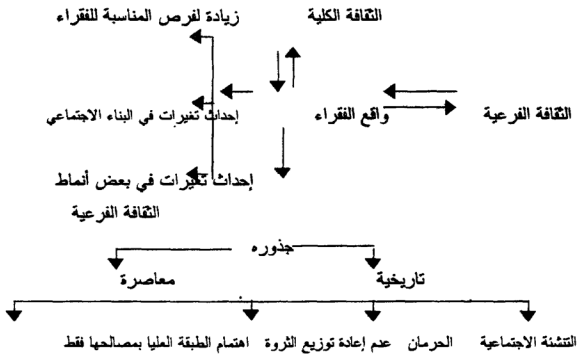 الثقافة الكلية
زيادة لفرص المناسبة للفقراء
الثقافة الفرعية
واقع الفقراء
إحداث تغيرات في البناء الاجتماعي
إحداث تغيرات في بعض أنماط
الثقافة الفرعية
جذوره
تاريخية
معاصرة
التنشئة الاجتماعية
الحرمان
عدم إعادة توزيع الثروة
اهتمام الطبقة العليا بمصالحها فقط